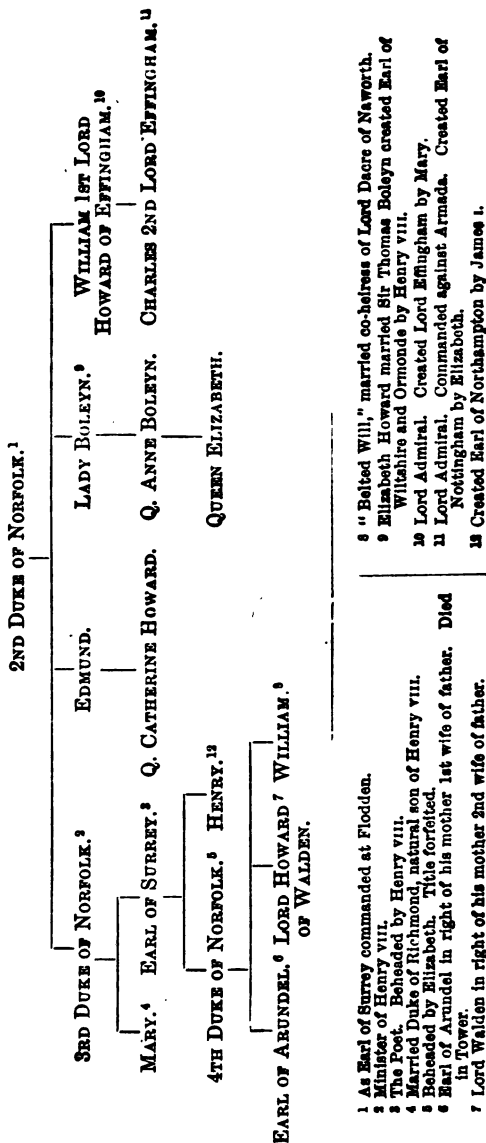 2ND DUKE OF NORFOLK.¹
3RD DUKE OF NORFOLK.²
EDMUND.
LADY BOLEYN.⁹
WILLIAM 1ST LORD
HOWARD OF EFFINGHAM.¹⁰
MARY.⁴
EARL OF SURREY.³
Q. CATHERINE HOWARD.
Q. ANNE BOLEYN.
CHARLES 2ND LORD EFFINGHAM.¹¹
4TH DUKE OF NORFOLK.⁵
HENRY.¹²
QUEEN ELIZABETH.
EARL OF ARUNDEL.⁶
LORD HOWARD⁷
OF WALDEN.
WILLIAM.⁸
1 As Earl of Surrey commanded at Flodden.
2 Minister of Henry VIII.
3 The Poet. Beheaded by Henry VIII.
4 Married Duke of Richmond, natural son of Henry VIII.
5 Beheaded by Elizabeth. Title forfeited.
6 Earl of Arundel in right of his mother 1st wife of father. Died
in Tower.
7 Lord Walden in right of his mother 2nd wife of father.
8 "Belted Will," married co-heiress of Lord Dacre of Naworth.
9 Elizabeth Howard married Sir Thomas Boleyn created Earl of
Wiltshire and Ormonde by Henry VIII.
10 Lord Admiral. Created Lord Effingham by Mary.
11 Lord Admiral. Commanded against Armada. Created Earl of
Nottingham by Elizabeth.
12 Created Earl of Northampton by James I.